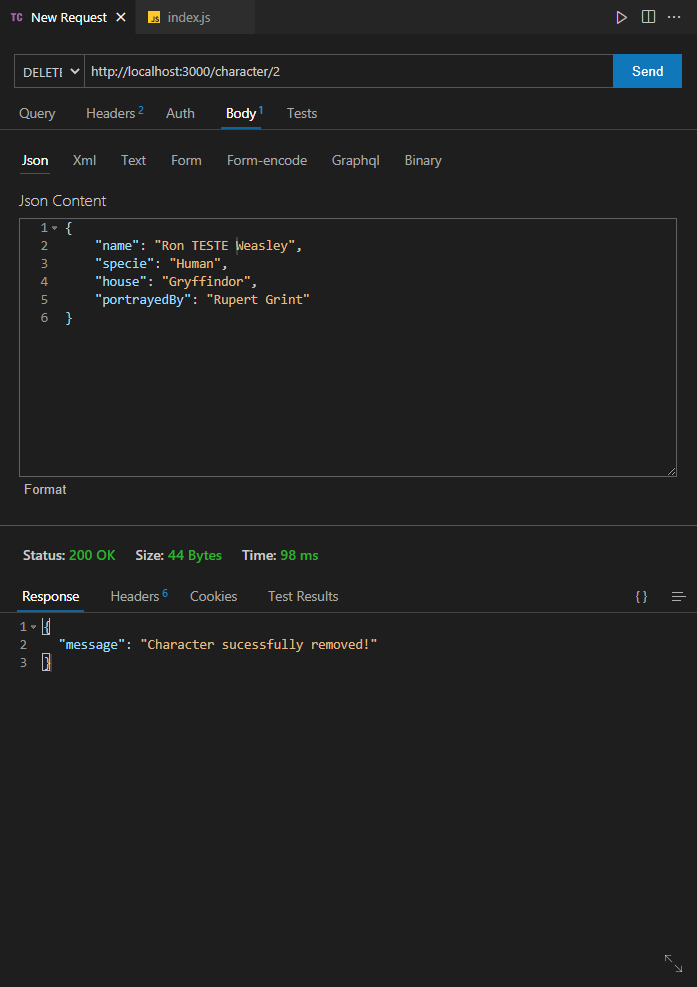 TC New Request JS index.js
DELETE http://localhost:3000/character/2 Send
Query Headers 2 Auth Body 1 Tests
Json Xml Text Form Form-encode Graphql Binary
Json Content
1 {
2 "name": "Ron TESTE Weasley",
3 "specie": "Human",
4 "house": "Gryffindor",
5 "portrayedBy": "Rupert Grint"
6 }
Format
Status: 200 OK Size: 44 Bytes Time: 98 ms
Response Headers 6 Cookies Test Results {}
1 {
2 "message": "Character sucessfully removed!"
3 }